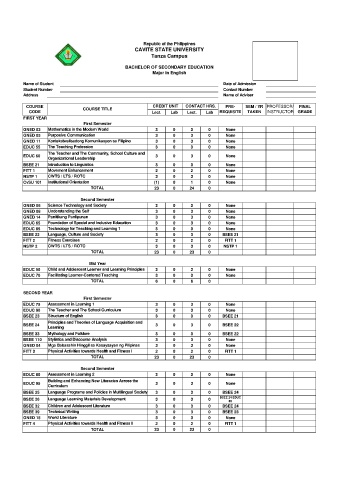 Republic of the Philippines
CAVITE STATE UNIVERSITY
Tanza Campus
BACHELOR OF SECONDARY EDUCATION
Major in English
Name of Student Date of Admission
Student Number Contact Number
Address Name of Adviser
COURSE CODE COURSE TITLE CREDIT UNIT CONTACT HRS. PRE-REQUISITE SEM / YR TAKEN PROFESSOR/ INSTRUCTOR FINAL GRADE
Lect. Lab Lect. Lab
FIRST YEAR
First Semester
GNED 03 Mathematics in the Modern World 3 0 3 0 None
GNED 05 Purposive Communication 3 0 3 0 None
GNED 11 Kontekstwalisadong Komunikasyon sa Filipino 3 0 3 0 None
EDUC 55 The Teaching Profession 3 0 3 0 None
EDUC 60 The Teacher and The Community, School Culture and Organizational Leadership 3 0 3 0 None
BSEE 21 Introduction to Linguistics 3 0 3 0 None
FITT 1 Movement Enhancement 2 0 2 0 None
NSTP 1 CWTS / LTS / ROTC 3 0 3 0 None
CVSU 101 Institutional Orientation (1) 0 1 0 None
TOTAL 23 0 24 0
Second Semester
GNED 06 Science Technology and Society 3 0 3 0 None
GNED 08 Understanding the Self 3 0 3 0 None
GNED 14 Panitikang Panlipunan 3 0 3 0 None
EDUC 65 Foundation of Special and Inclusive Education 3 0 3 0 None
EDUC Technology for Teaching and Learning 1 3 0 3 0 None
BSEE 22 Language, Culture and Society 3 0 3 0 BSEE 21
FITT 2 Fitness Exercises 2 0 2 0 FITT 1
NSTP 2 CWTS / LTS / ROTC 3 0 3 0 NSTP 1
TOTAL 23 0 23 0
Mid Year
EDUC 50 Child and Adolescent Learner and Learning Principles 3 0 3 0 None
EDUC 70 Facilitating Learner-Centered Teaching 3 0 3 0 None
TOTAL 6 0 6 0
SECOND YEAR
First Semester
EDUC 75 Assessment in Learning 1 3 0 3 0 None
EDUC The Teacher and The School Curriculum 3 0 3 0 None
BSEE 23 Structure of English 3 0 3 0 BSEE 21
BSEE 24 Principles and Theories of Language Acquisition and Learning 3 0 3 0 BSEE 22
BSEE Mythology and Folklore 3 0 3 0 BSEE 22
BSEE Stylistics and Discourse Analysis 3 0 3 0 None
GNED 04 Mga Babasahin Hinggil sa Kasaysayan ng Pilipinas 3 0 3 0 None
FITT 3 Physical Activities towards Health and Fitness I 2 0 2 0 FITT 1
TOTAL 23 0 23 0
Second Semester
EDUC Assessment in Learning 2 3 0 3 0 None
EDUC Building and Enhancing New Literacies Across the Curriculum 3 0 3 0 None
BSEE 25 Language Programs and Policies in Multilingual Society 3 0 3 0 BSEE 24
BSEE Language Learning Materials Development 3 0 3 0
BSEE 32 Children and Adolescent Literature 3 0 3 0 BSEE 24
BSEE Technical Writing 3 0 3 0 BSEE
GNED 15 World Literature 3 0 3 0 None
FITT 4 Physical Activities towards Health and Fitness II 2 0 2 0 FITT 1
TOTAL 23 0 23 0